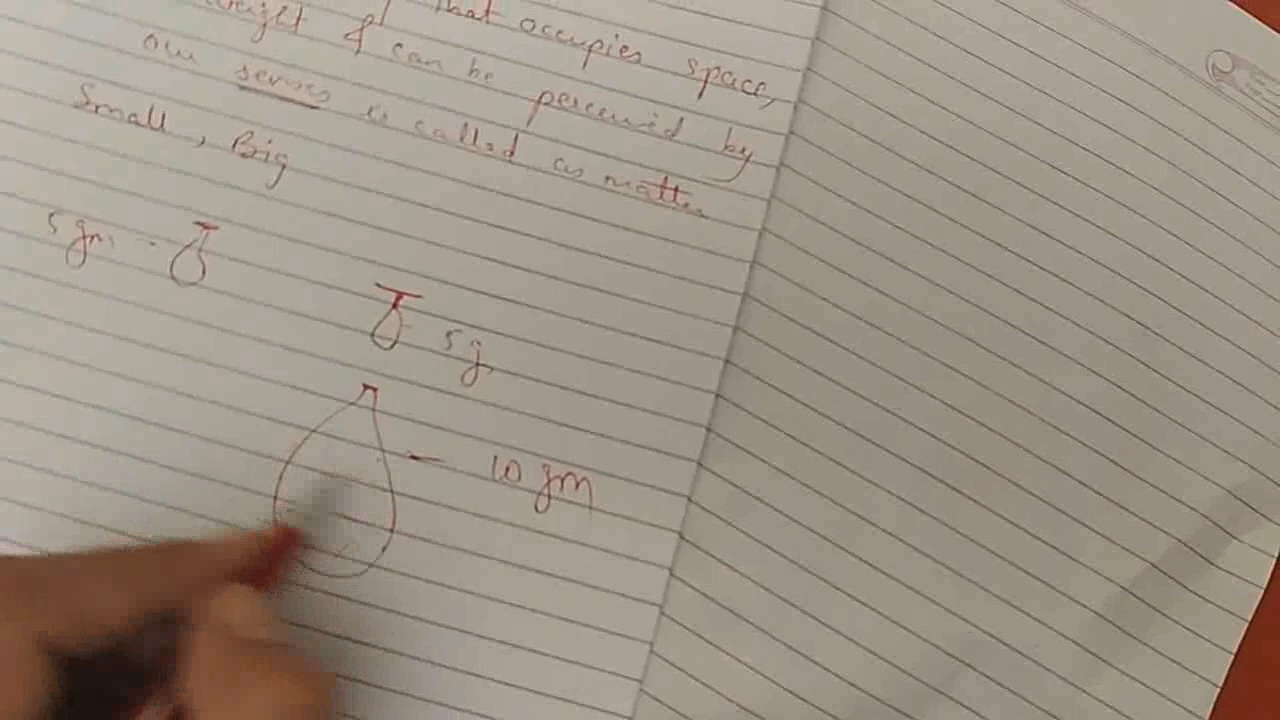 that occupies space,
weight & can be perceived by
our senses is called as matter
Small, Big
5 gm -
5 g
10 gm